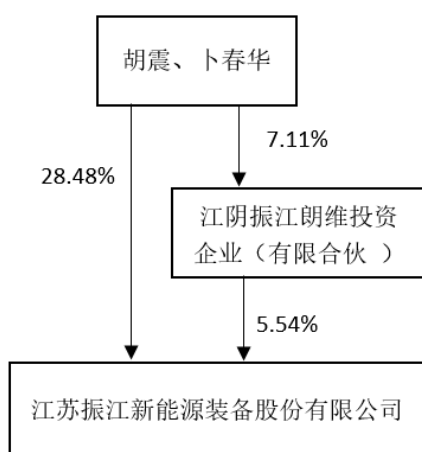 胡震、卜春华
7.11%
28.48%
江阴振江朗维投资
企业（有限合伙 ）
5.54%
江苏振江新能源装备股份有限公司